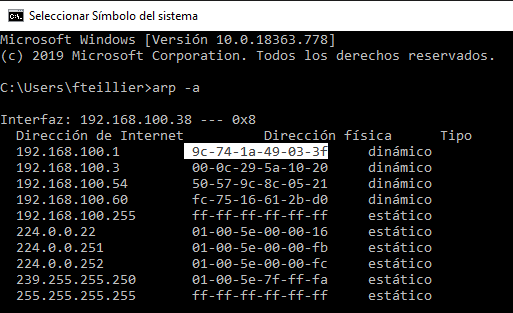 Seleccionar Símbolo del sistema
Microsoft Windows [Versión 10.0.18363.778]
(c) 2019 Microsoft Corporation. Todos los derechos reservados.
C:\Users\fteillier>arp -a
Interfaz: 192.168.100.38 --- 0x8
Dirección de Internet Dirección física Tipo
192.168.100.1 9c-74-1a-49-03-3f dinámico
192.168.100.3 00-0c-29-5a-10-20 dinámico
192.168.100.54 50-57-9c-8c-05-21 dinámico
192.168.100.60 fc-75-16-61-2b-d0 dinámico
192.168.100.255 ff-ff-ff-ff-ff-ff estático
224.0.0.22 01-00-5e-00-00-16 estático
224.0.0.251 01-00-5e-00-00-fb estático
224.0.0.252 01-00-5e-00-00-fc estático
239.255.255.250 01-00-5e-7f-ff-fa estático
255.255.255.255 ff-ff-ff-ff-ff-ff estático